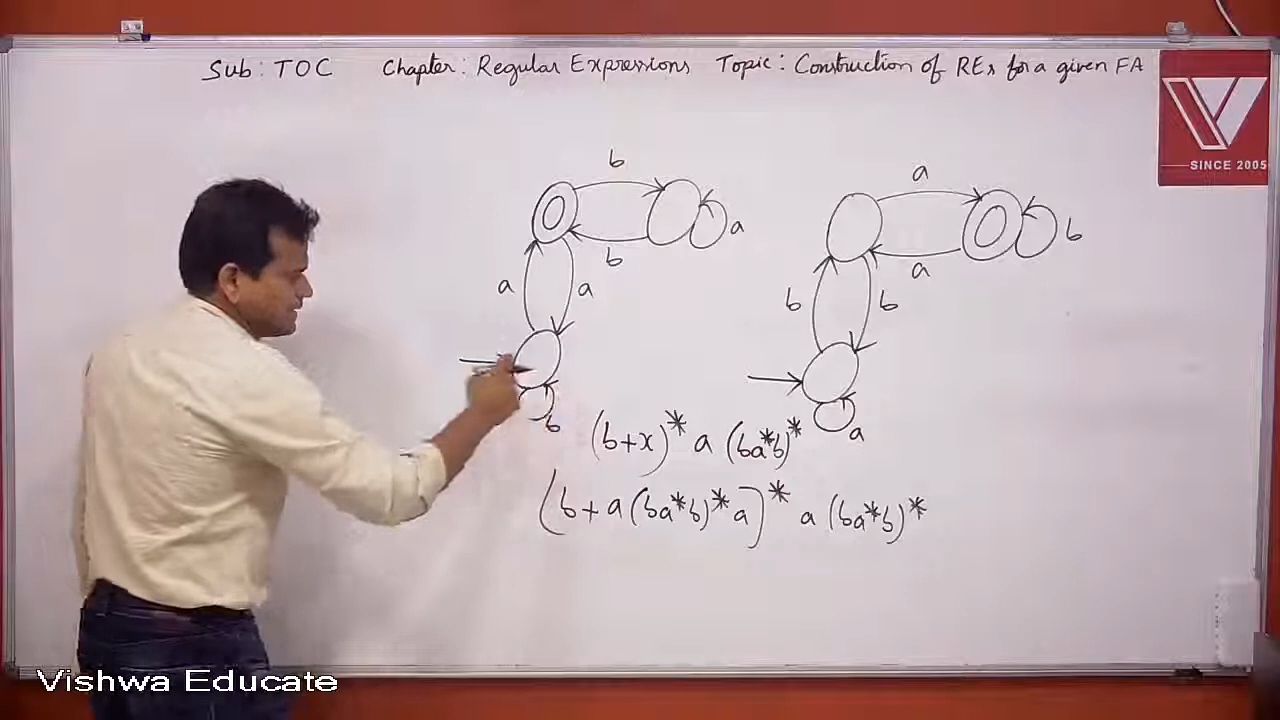 Sub: TOC Chapter: Regular Expressions Topic: Construction of REs for a given FA
SINCE 2005
b
a
b
a
a
b
a
b
a
b
b
a
(b+x)* a (ba*b)*
(b+a(ba*b)*a)* a (ba*b)*
Vishwa Educate